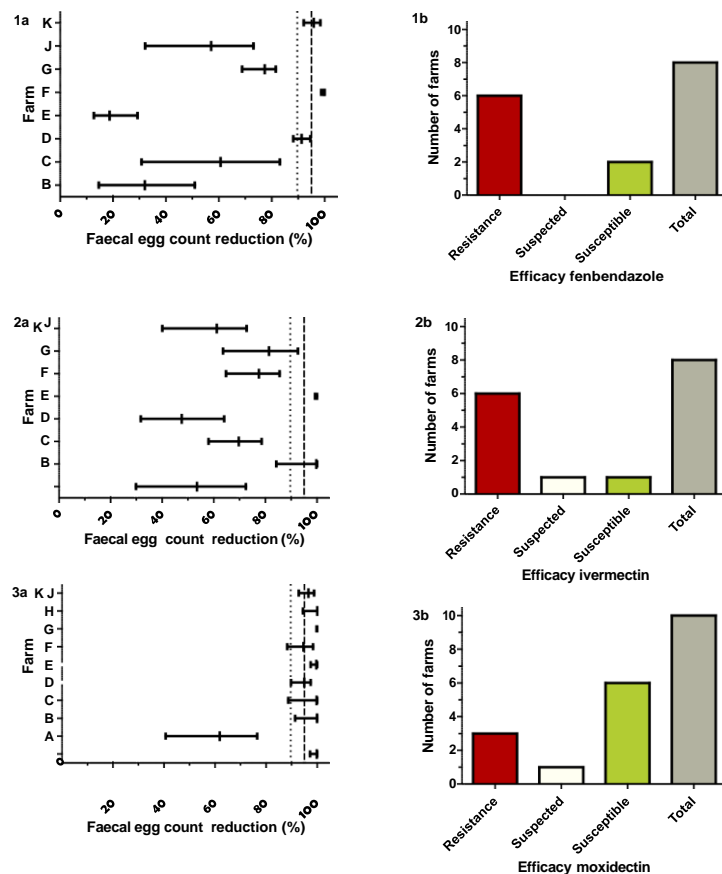 1a
K
J
G
F
E
D
C
B
Farm
0 20 40 60 80 100
Faecal egg count reduction (%)
1b
Number of farms
10
8
6
4
2
0
Resistance Suspected Susceptible Total
Efficacy fenbendazole
2a
K J
G
F
E
D
C
B
Farm
0 20 40 60 80 100
Faecal egg count reduction (%)
2b
Number of farms
10
8
6
4
2
0
Resistance Suspected Susceptible Total
Efficacy ivermectin
3a
K J
H
G
F
E
D
C
B
A
Farm
0 20 40 60 80 100
Faecal egg count reduction (%)
3b
Number of farms
10
8
6
4
2
0
Resistance Suspected Susceptible Total
Efficacy moxidectin